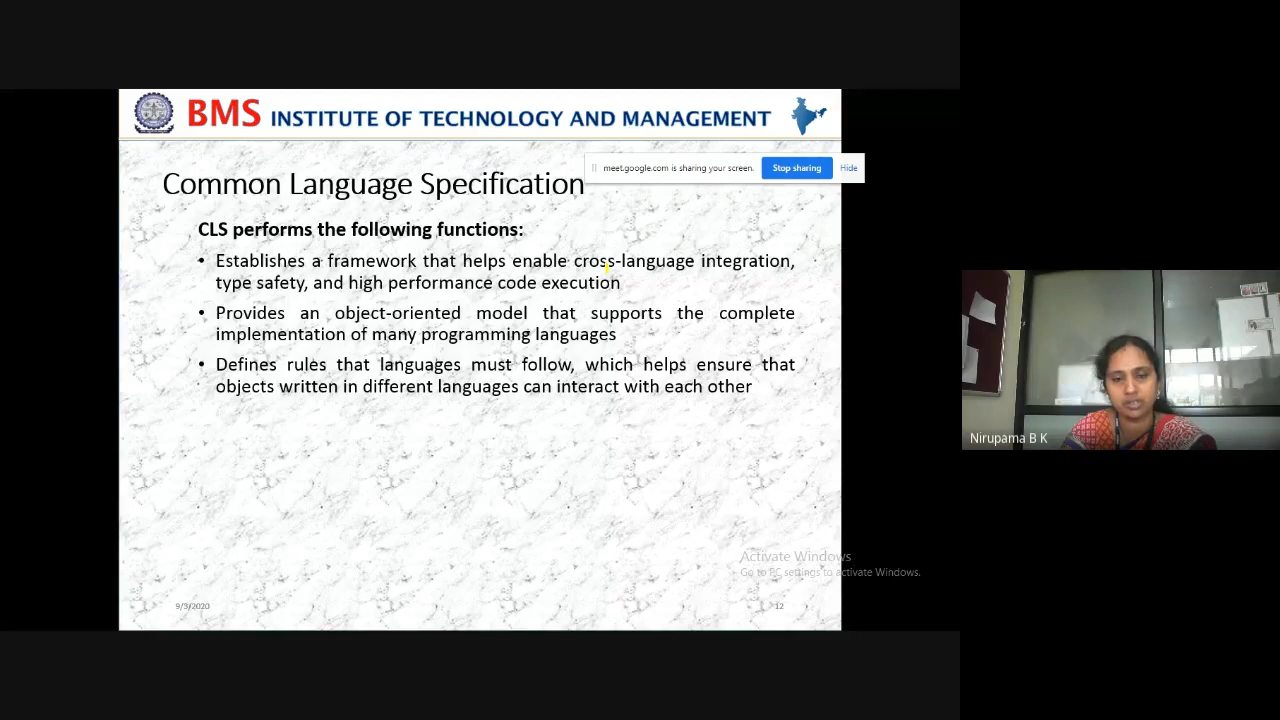 BMS INSTITUTE OF TECHNOLOGY AND MANAGEMENT
meet.google.com is sharing your screen. Stop sharing Hide
Common Language Specification
CLS performs the following functions:
• Establishes a framework that helps enable cross-language integration,
type safety, and high performance code execution
• Provides an object-oriented model that supports the complete
implementation of many programming languages
• Defines rules that languages must follow, which helps ensure that
objects written in different languages can interact with each other
Nirupama B K
Activate Windows
Go to PC settings to activate Windows.
9/3/2020
12